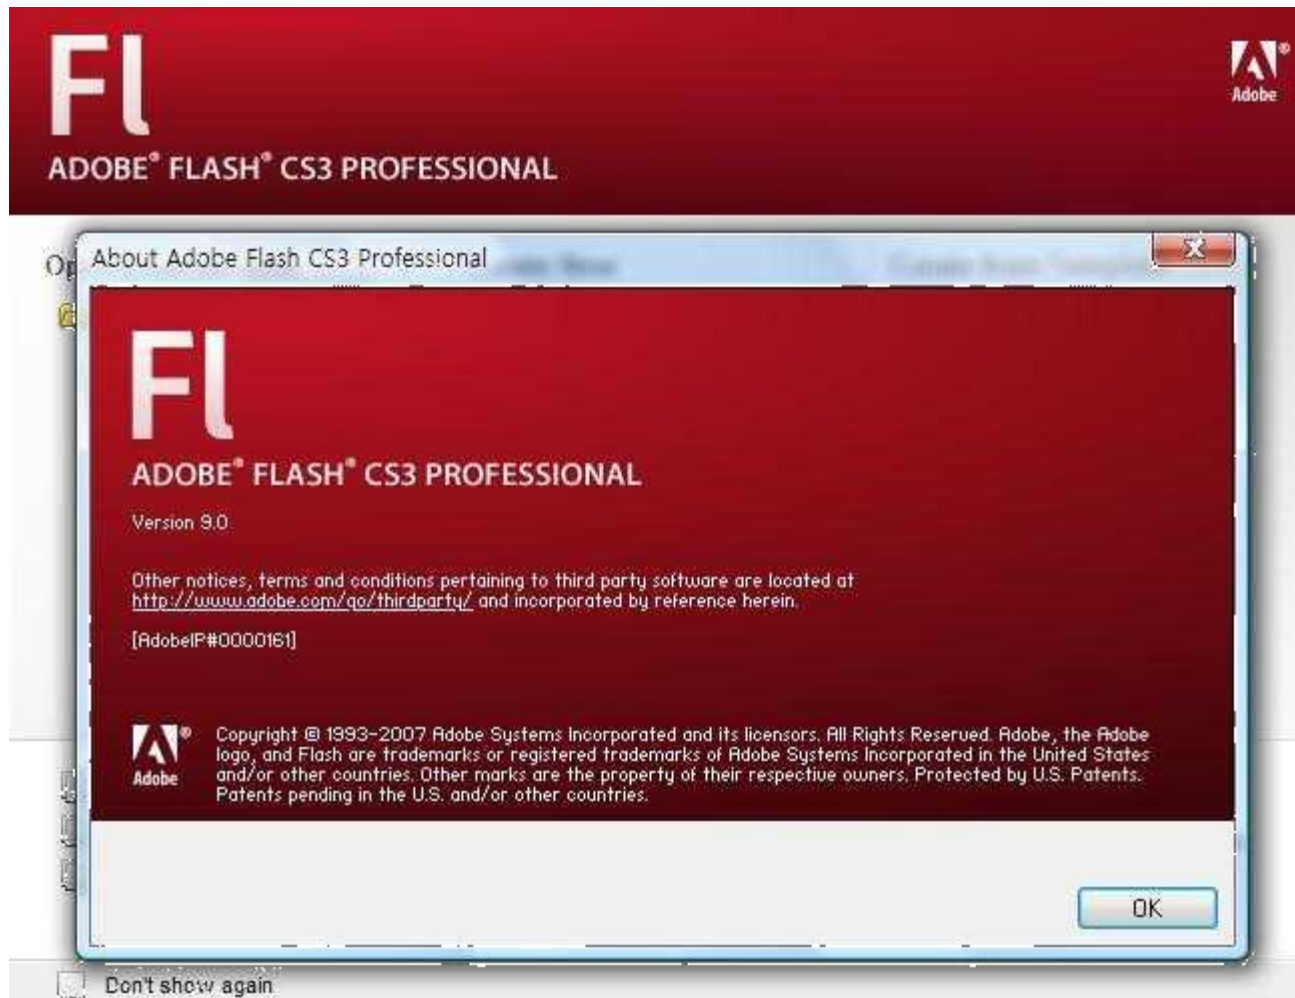 Fl
Adobe
ADOBE® FLASH® CS3 PROFESSIONAL
About Adobe Flash CS3 Professional
Fl
ADOBE® FLASH® CS3 PROFESSIONAL
Version 9.0
Other notices, terms and conditions pertaining to third party software are located at
http://www.adobe.com/go/thirdparty/ and incorporated by reference herein.
[AdobeIP#0000161]
Adobe
Copyright © 1993-2007 Adobe Systems Incorporated and its licensors. All Rights Reserved. Adobe, the Adobe
logo, and Flash are trademarks or registered trademarks of Adobe Systems Incorporated in the United States
and/or other countries. Other marks are the property of their respective owners. Protected by U.S. Patents.
Patents pending in the U.S. and/or other countries.
OK
Don't show again